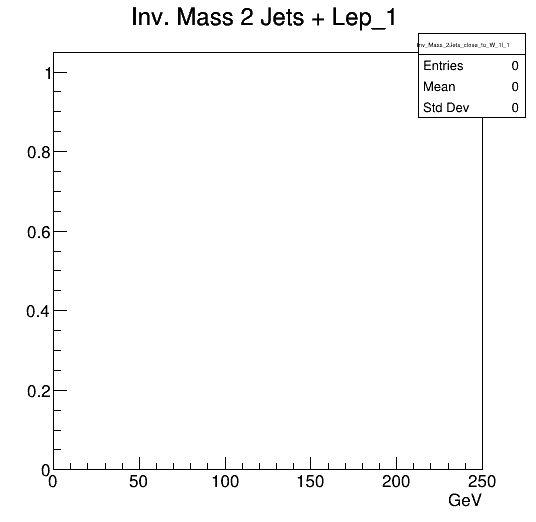 Inv. Mass 2 Jets + Lep_1
Inv_Mass_2Jets_close_to_W_1l_1
Entries 0
Mean 0
Std Dev 0
1
0.8
0.6
0.4
0.2
0
0 50 100 150 200 250
GeV